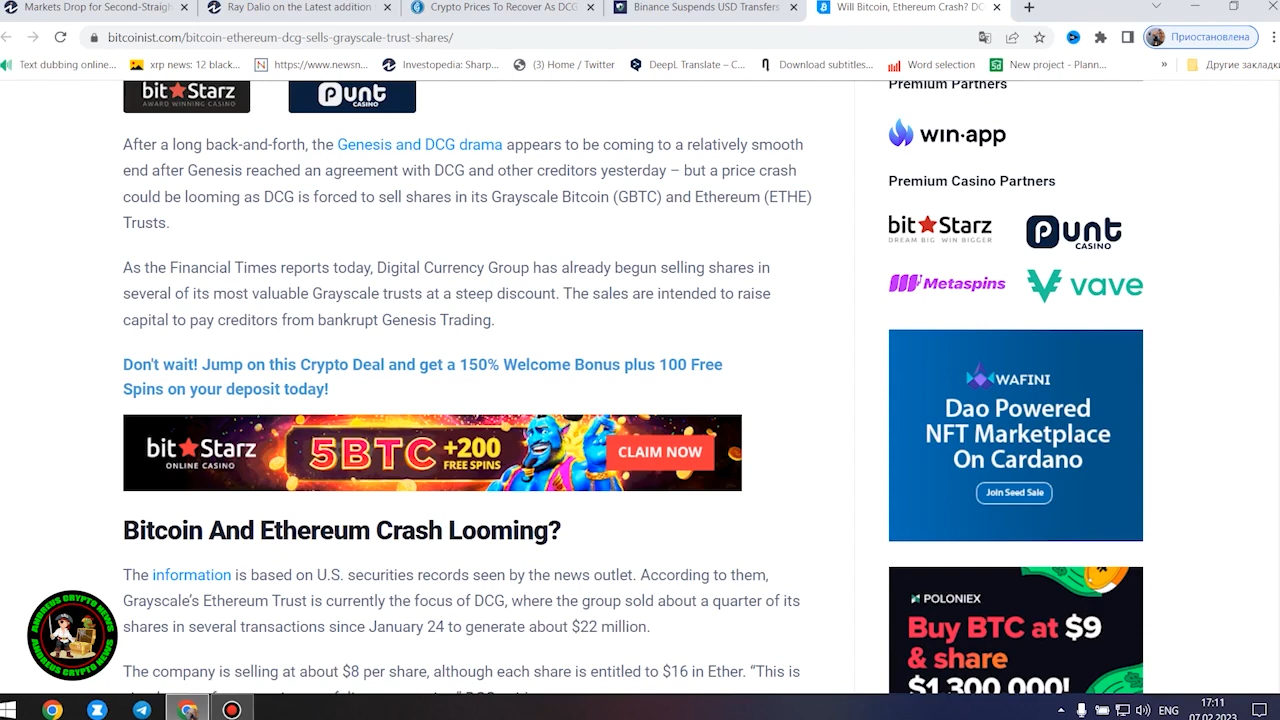 Markets Drop for Second-Straigh
Ray Dalio on the Latest addition
Crypto Prices To Recover As DCG
Binance Suspends USD Transfers
Will Bitcoin, Ethereum Crash? DC
bitcoinist.com/bitcoin-ethereum-dcg-sells-grayscale-trust-shares/
Приостановлена
Text dubbing online...
xrp news: 12 black...
https://www.newsn...
Investopedia: Sharp...
(3) Home / Twitter
DeepL Translate – C...
Download subtitles...
Word selection
New project - Plann...
»
Другие закладки
bitStarz
AWARD WINNING CASINO
Punt
CASINO
After a long back-and-forth, the Genesis and DCG drama appears to be coming to a relatively smooth
end after Genesis reached an agreement with DCG and other creditors yesterday – but a price crash
could be looming as DCG is forced to sell shares in its Grayscale Bitcoin (GBTC) and Ethereum (ETHE)
Trusts.
As the Financial Times reports today, Digital Currency Group has already begun selling shares in
several of its most valuable Grayscale trusts at a steep discount. The sales are intended to raise
capital to pay creditors from bankrupt Genesis Trading.
Don't wait! Jump on this Crypto Deal and get a 150% Welcome Bonus plus 100 Free
Spins on your deposit today!
bitStarz
ONLINE CASINO
5BTC
+200
FREE SPINS
CLAIM NOW
Bitcoin And Ethereum Crash Looming?
The information is based on U.S. securities records seen by the news outlet. According to them,
Grayscale's Ethereum Trust is currently the focus of DCG, where the group sold about a quarter of its
shares in several transactions since January 24 to generate about $22 million.
The company is selling at about $8 per share, although each share is entitled to $16 in Ether. “This is
Premium Partners
win·app
Premium Casino Partners
bitStarz
DREAM BIG WIN BIGGER
Punt
CASINO
Metaspins
vave
WAFINI
Dao Powered
NFT Marketplace
On Cardano
Join Seed Sale
POLONIEX
Buy BTC at $9
& share
$1,300,000!
ANDREUS CRYPTO NEWS
ANDREUS CRYPTO NEWS
ENG
17:11
07.02.2023